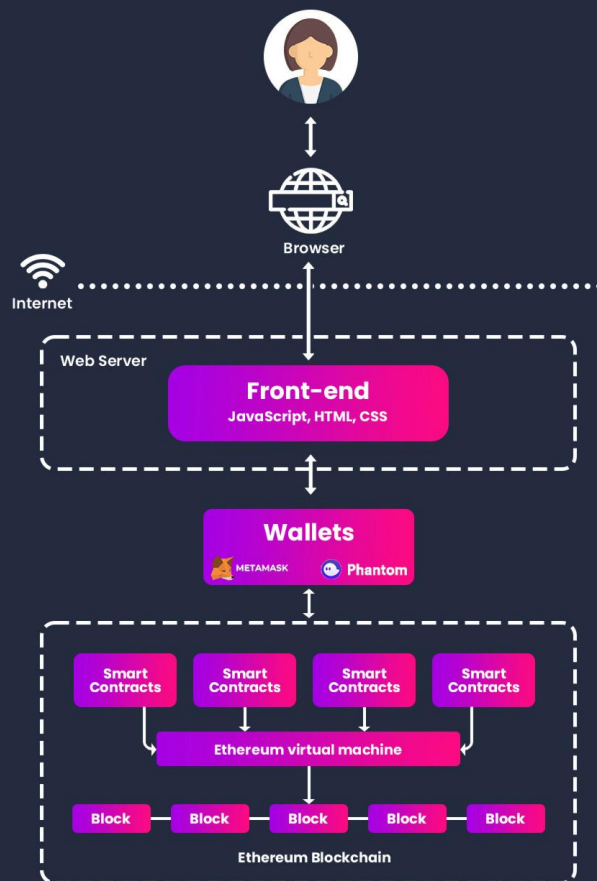 Browser
Internet
Web Server
Front-end
JavaScript, HTML, CSS
Wallets
METAMASK
Phantom
Smart
Contracts
Smart
Contracts
Smart
Contracts
Smart
Contracts
Ethereum virtual machine
Block
Block
Block
Block
Block
Ethereum Blockchain